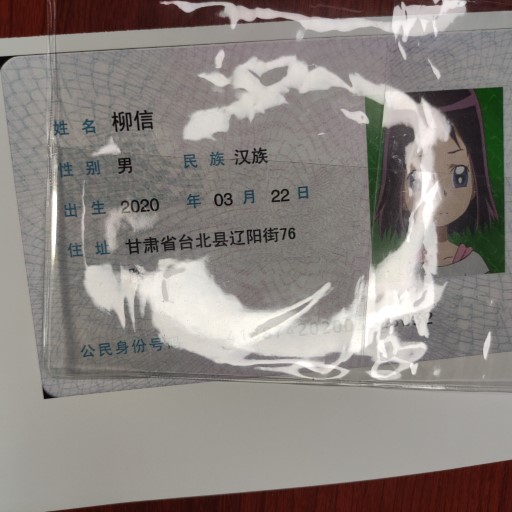 姓名 柳信
性别 男 民族 汉族
出生 2020 年 03 月 22 日
住址 甘肃省台北县辽阳街76
公民身份号